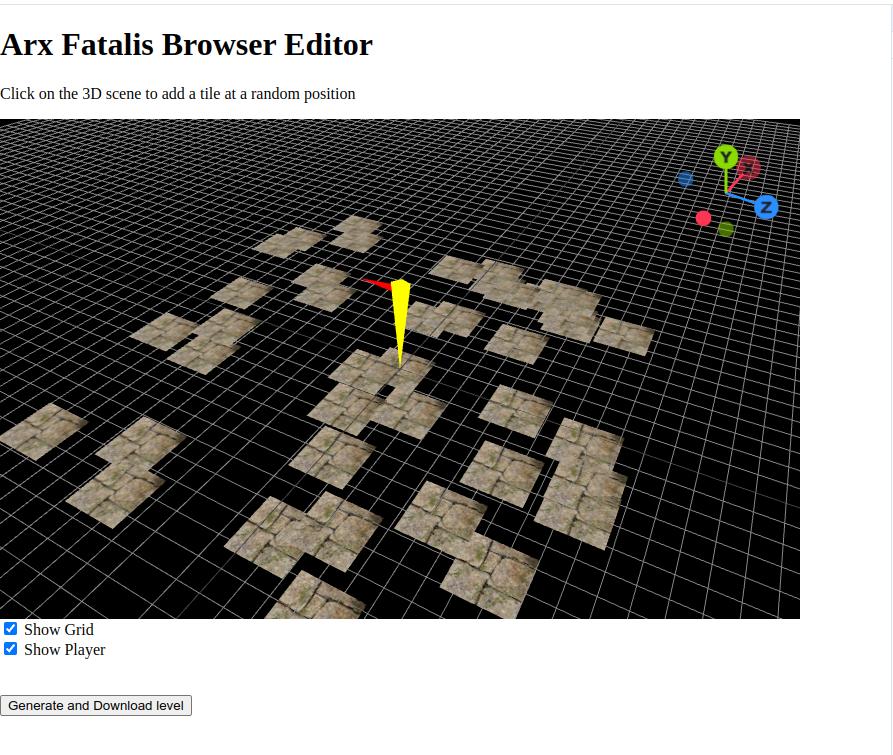 Arx Fatalis Browser Editor
Click on the 3D scene to add a tile at a random position
Y
Z
Show Grid
Show Player
Generate and Download level